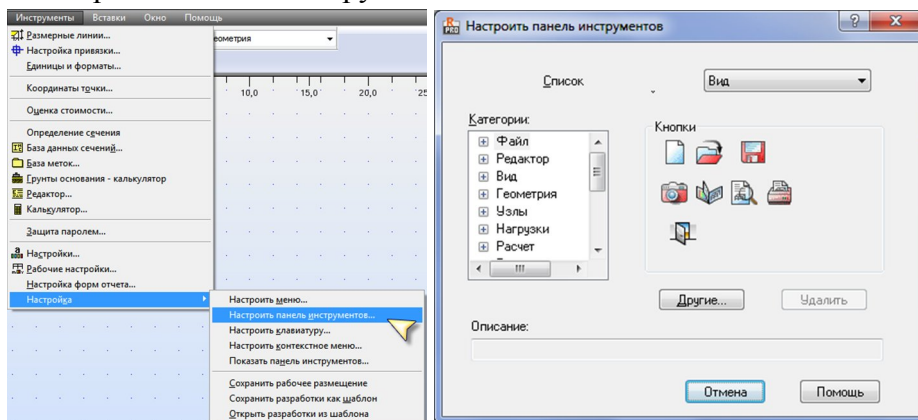 Инструменты Вставки Окно Помощь
Размерные линии...
Настройка привязки...
Единицы и форматы...
Координаты точки...
Оценка стоимости...
Определение сечения
База данных сечений...
База меток...
Грунты основания - калькулятор
Редактор...
Калькулятор...
Защита паролем...
Настройки...
Рабочие настройки...
Настройка форм отчета...
Настройка
еометрия
10,0 15,0 20,0 25
Настроить меню...
Настроить панель инструментов...
Настроить клавиатуру...
Настроить контекстное меню...
Показать панель инструментов...
Сохранить рабочее размещение
Сохранить разработки как шаблон
Открыть разработки из шаблона
PRO Настроить панель инструментов
Список Вид
Категории:
Файл
Редактор
Вид
Геометрия
Узлы
Нагрузки
Расчет
Кнопки
Другие... Удалить
Описание:
Отмена Помощь